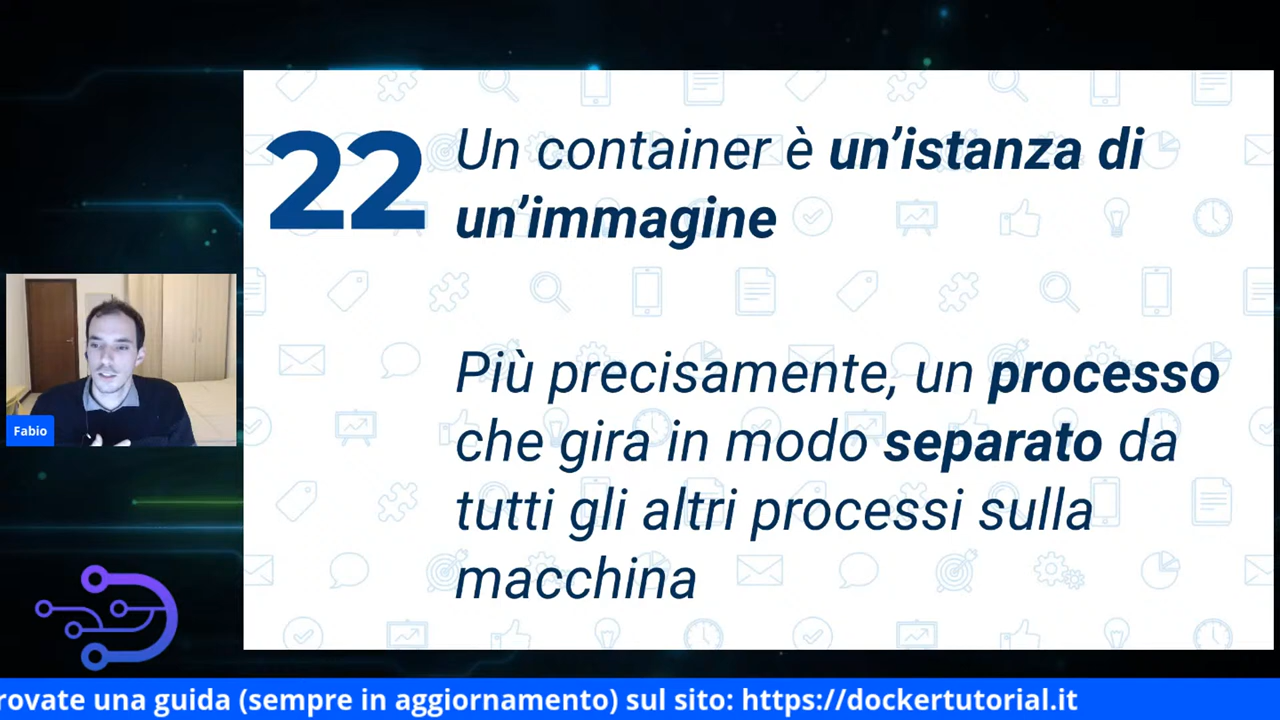 22
Un container è un’istanza di
un’immagine
Più precisamente, un processo
che gira in modo separato da
tutti gli altri processi sulla
macchina
Fabio
rovate una guida (sempre in aggiornamento) sul sito: https://dockertutorial.it